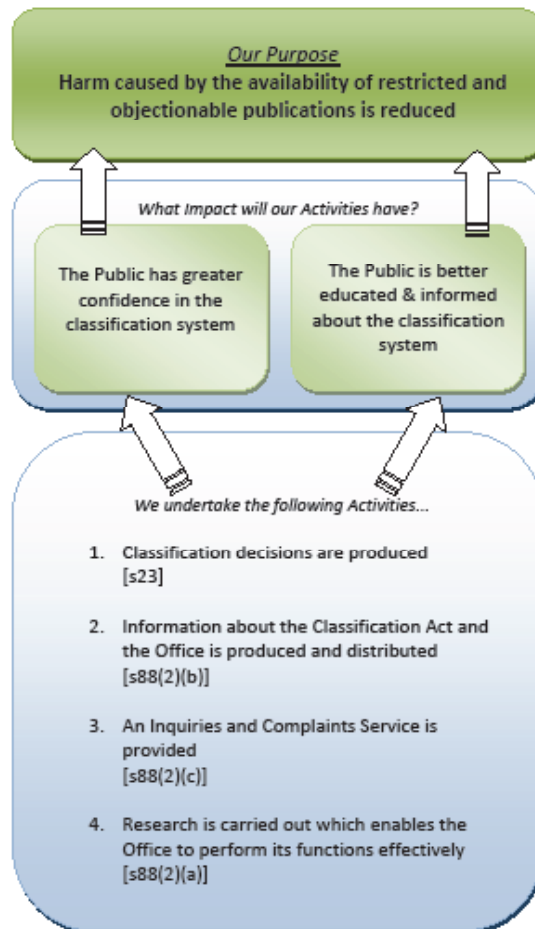 Our Purpose
Harm caused by the availability of restricted and
objectionable publications is reduced
What Impact will our Activities have?
The Public has greater
confidence in the
classification system
The Public is better
educated & informed
about the classification
system
We undertake the following Activities...
1. Classification decisions are produced
[s23]
2. Information about the Classification Act and
the Office is produced and distributed
[s88(2)(b)]
3. An Inquiries and Complaints Service is
provided
[s88(2)(c)]
4. Research is carried out which enables the
Office to perform its functions effectively
[s88(2)(a)]